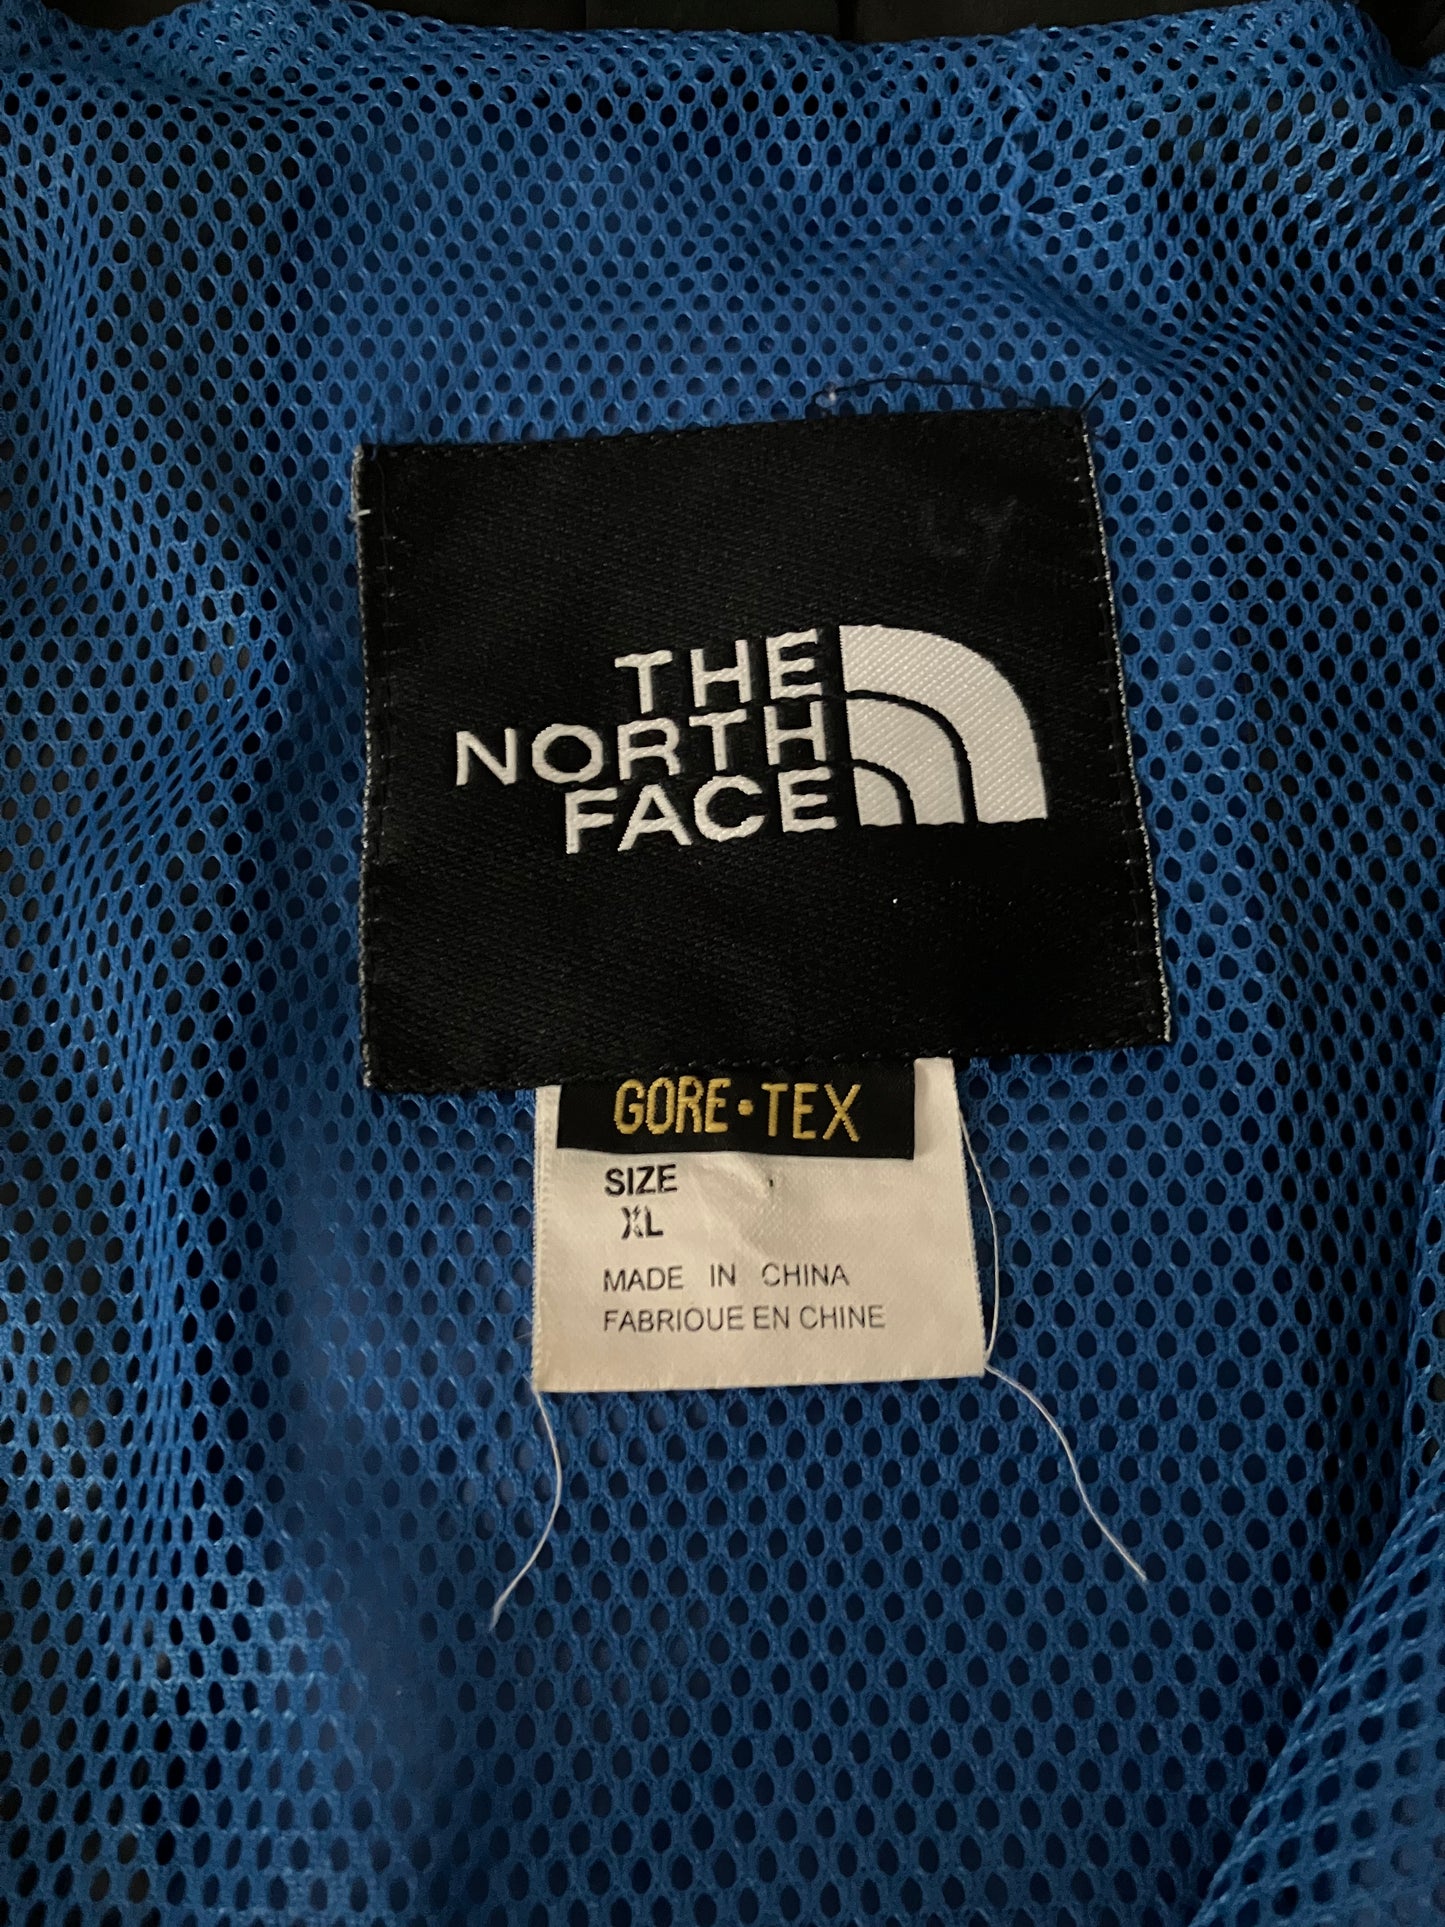 THE
NORTH
FACE
GORE•TEX
SIZE
XL
MADE IN CHINA
FABRIOUE EN CHINE